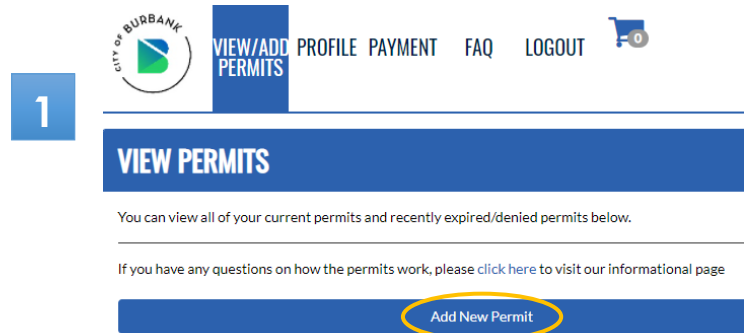 CITY OF BURBANK
VIEW/ADD PERMITS PROFILE PAYMENT FAQ LOGOUT 0
1
VIEW PERMITS
You can view all of your current permits and recently expired/denied permits below.
If you have any questions on how the permits work, please click here to visit our informational page
Add New Permit